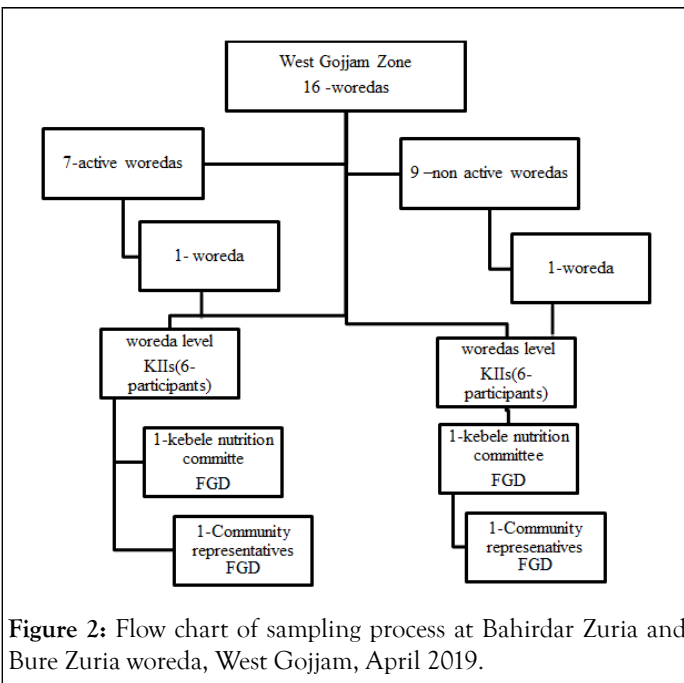 West Gojjam Zone
16 -woredas
7-active woredas
9 –non active woredas
1- woreda
1-woreda
woreda level
KIIs(6-
participants)
woredas level
KIIs(6-
participants)
1-kebele nutrition
committe
FGD
1-kebele nutrition
committee
FGD
1-Community
representatives
FGD
1-Community
represenatives
FGD
Figure 2: Flow chart of sampling process at Bahirdar Zuria and
Bure Zuria woreda, West Gojjam, April 2019.